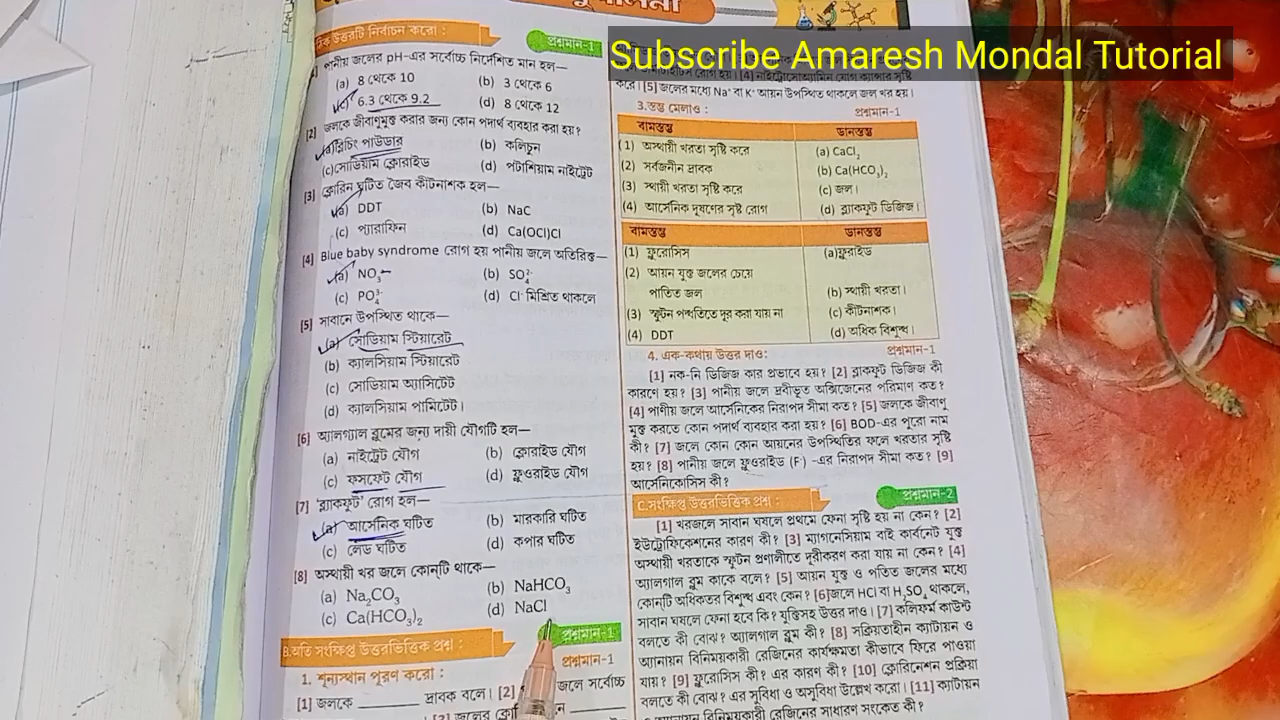 Subscribe Amaresh Mondal Tutorial
ঠিক উত্তরটি নির্বাচন করো :
প্রশ্নমান-1
পানীয় জলের pH-এর সর্বোচ্চ নির্দেশিত মান হল—
(a) 8 থেকে 10 (b) 3 থেকে 6
6.3 থেকে 9.2 (d) 8 থেকে 12
[2] জলকে জীবাণুমুক্ত করার জন্য কোন পদার্থ ব্যবহার করা হয়?
(a) ব্লিচিং পাউডার (b) কলিচুন
(c) সোডিয়াম ক্লোরাইড (d) পটাশিয়াম নাইট্রেট
[3] ক্লোরিন ঘটিত জৈব কীটনাশক হল—
(a) DDT (b) NaC
(c) প্যারাফিন (d) Ca(OCl)Cl
[4] Blue baby syndrome রোগ হয় পানীয় জলে অতিরিক্ত—
(a) NO₃⁻ (b) SO₄²⁻
(c) PO₄³⁻ (d) Cl⁻ মিশ্রিত থাকলে
[5] সাবানে উপস্থিত থাকে—
(a) সোডিয়াম স্টিয়ারেট
(b) ক্যালসিয়াম স্টিয়ারেট
(c) সোডিয়াম অ্যাসিটেট
(d) ক্যালসিয়াম পামিটেট।
[6] অ্যালগ্যাল ব্লুমের জন্য দায়ী যৌগটি হল—
(a) নাইট্রেট যৌগ (b) ক্লোরাইড যৌগ
(c) ফসফেট যৌগ (d) ফ্লুওরাইড যৌগ
[7] ‘ব্ল্যাকফুট’ রোগ হল—
(a) আর্সেনিক ঘটিত (b) মারকারি ঘটিত
(c) লেড ঘটিত (d) কপার ঘটিত
[8] অস্থায়ী খর জলে কোন্‌টি থাকে—
(a) Na₂CO₃ (b) NaHCO₃
(c) Ca(HCO₃)₂ (d) NaCl
B.অতি সংক্ষিপ্ত উত্তরভিত্তিক প্রশ্ন :
প্রশ্নমান-1
1. শূন্যস্থান পূরণ করো : প্রশ্নমান-1
[1] জলকে ______ দ্রাবক বলে। [2] জলে সর্বোচ্চ
রোগ হয়। [4] নাইট্রোসোঅ্যামিন যৌগ ক্যান্সার সৃষ্টি
করে। [5] জলের মধ্যে Na⁺ বা K⁺ আয়ন উপস্থিত থাকলে জল খর হয়।
3.স্তম্ভ মেলাও : প্রশ্নমান-1
বামস্তম্ভ ডানস্তম্ভ
(1) অস্থায়ী খরতা সৃষ্টি করে (a) CaCl₂
(2) সর্বজনীন দ্রাবক (b) Ca(HCO₃)₂
(3) স্থায়ী খরতা সৃষ্টি করে (c) জল।
(4) আর্সেনিক দূষণের সৃষ্ট রোগ (d) ব্ল্যাকফুট ডিজিজ।
বামস্তম্ভ ডানস্তম্ভ
(1) ফ্লুরোসিস (a)ফ্লুরাইড
(2) আয়ন যুক্ত জলের চেয়ে
পাতিত জল (b) স্থায়ী খরতা।
(3) স্ফুটন পদ্ধতিতে দূর করা যায় না (c) কীটনাশক।
(4) DDT (d) অধিক বিশুদ্ধ।
4. এক-কথায় উত্তর দাও: প্রশ্নমান-1
[1] নক-নি ডিজিজ কার প্রভাবে হয়? [2] ব্লাকফুট ডিজিজ কী
কারণে হয়? [3] পানীয় জলে দ্রবীভূত অক্সিজেনের পরিমাণ কত?
[4] পাণীয় জলে আর্সেনিকের নিরাপদ সীমা কত? [5] জলকে জীবাণু
মুক্ত করতে কোন পদার্থ ব্যবহার করা হয়? [6] BOD-এর পুরো নাম
কী? [7] জলে কোন কোন আয়নের উপস্থিতির ফলে খরতার সৃষ্টি
হয়? [8] পানীয় জলে ফ্লুওরাইড (F⁻) -এর নিরাপদ সীমা কত? [9]
আর্সেনিকোসিস কী?
C.সংক্ষিপ্ত উত্তরভিত্তিক প্রশ্ন : প্রশ্নমান-2
[1] খরজলে সাবান ঘষলে প্রথমে ফেনা সৃষ্টি হয় না কেন? [2]
ইউট্রোফিকেশনের কারণ কী? [3] ম্যাগনেসিয়াম বাই কার্বনেট যুক্ত
অস্থায়ী খরতাকে স্ফুটন প্রণালীতে দূরীকরণ করা যায় না কেন? [4]
অ্যালগাল ব্লুম কাকে বলে? [5] আয়ন যুক্ত ও পতিত জলের মধ্যে
কোন্‌টি অধিকতর বিশুদ্ধ এবং কেন? [6]জলে HCl বা H₂SO₄ থাকলে,
সাবান ঘষলে ফেনা হবে কি? যুক্তিসহ উত্তর দাও। [7] কলিফর্ম কাউন্ট
বলতে কী বোঝ? অ্যালগাল ব্লুম কী? [8] সক্রিয়তাহীন ক্যাটায়ন ও
অ্যানায়ন বিনিময়কারী রেজিনের কার্যক্ষমতা কীভাবে ফিরে পাওয়া
যায়? [9] ফ্লুরোসিস কী? এর কারণ কী? [10] ক্লোরিনেশন প্রক্রিয়া
বলতে কী বোঝ? এর সুবিধা ও অসুবিধা উল্লেখ করো। [11] ক্যাটায়ন
ও অ্যানায়ন বিনিময়কারী রেজিনের সাধারণ সংকেত কী?